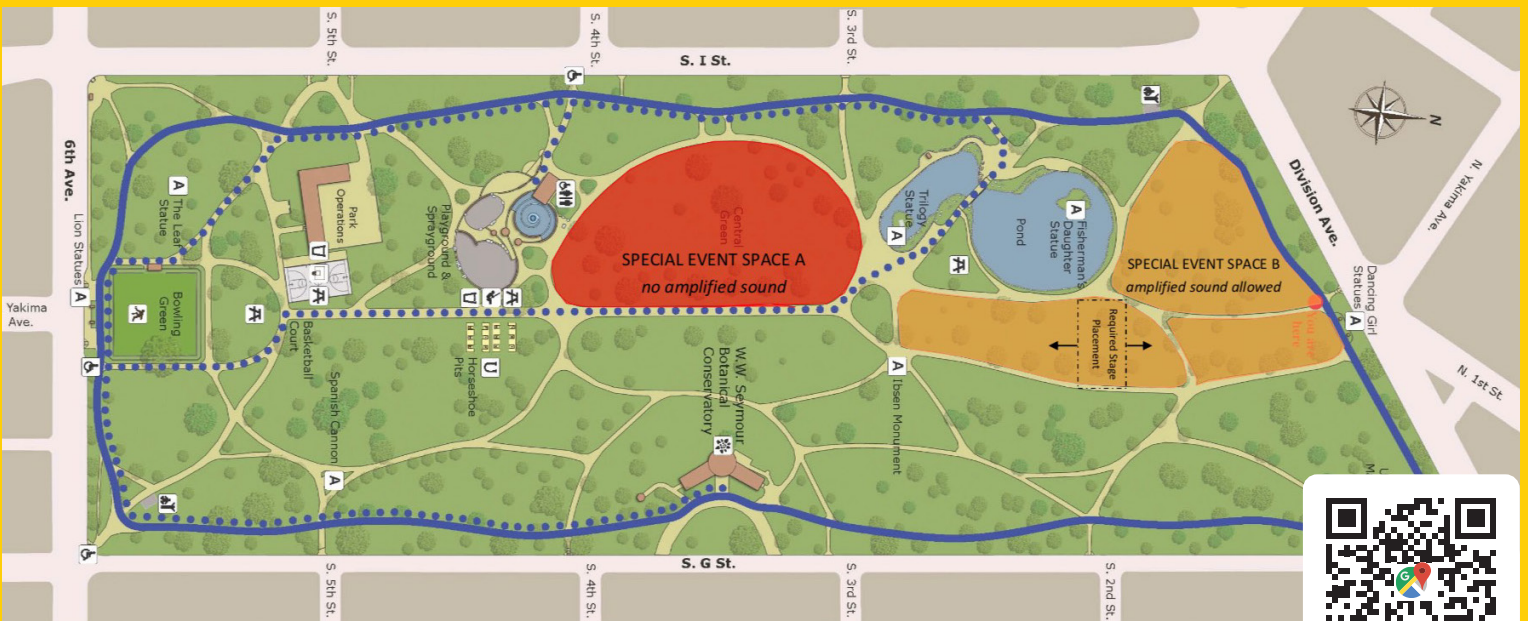 S. 5th St.
S. 4th St.
S. 3rd St.
S. I St.
N
6th Ave.
N. Yakima Ave.
Division Ave.
A
The Leaf
Statue
Park
Operations
Playground &
Sprayground
Central
Green
SPECIAL EVENT SPACE A
no amplified sound
Trilogy
Statue
A
A
Fisherman's
Daughter
Statue
Pond
SPECIAL EVENT SPACE B
amplified sound allowed
Lion Statues
A
Yakima
Ave.
Bowling
Green
Basketball
Court
Horseshoe
Pits
Required Stage
Placement
You are
here
Dancing Girl
Statues
A
N. 1st St.
W.W. Seymour
Botanical
Conservatory
A
Ibsen Monument
Spanish Cannon
A
S. G St.
S. 5th St.
S. 4th St.
S. 3rd St.
S. 2nd St.
G